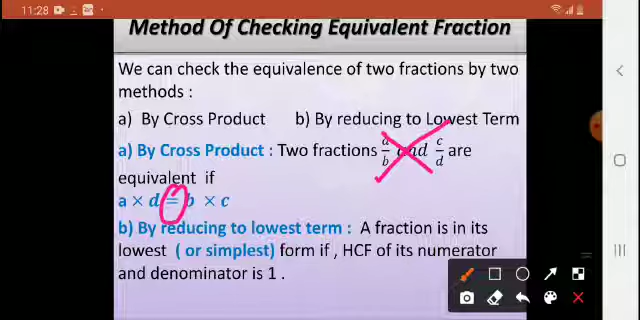 11:28
Method Of Checking Equivalent Fraction
We can check the equivalence of two fractions by two
methods :
a) By Cross Product b) By reducing to Lowest Term
a) By Cross Product : Two fractions a/b and c/d are
equivalent if
a × d = b × c
b) By reducing to lowest term : A fraction is in its
lowest ( or simplest) form if , HCF of its numerator
and denominator is 1 .